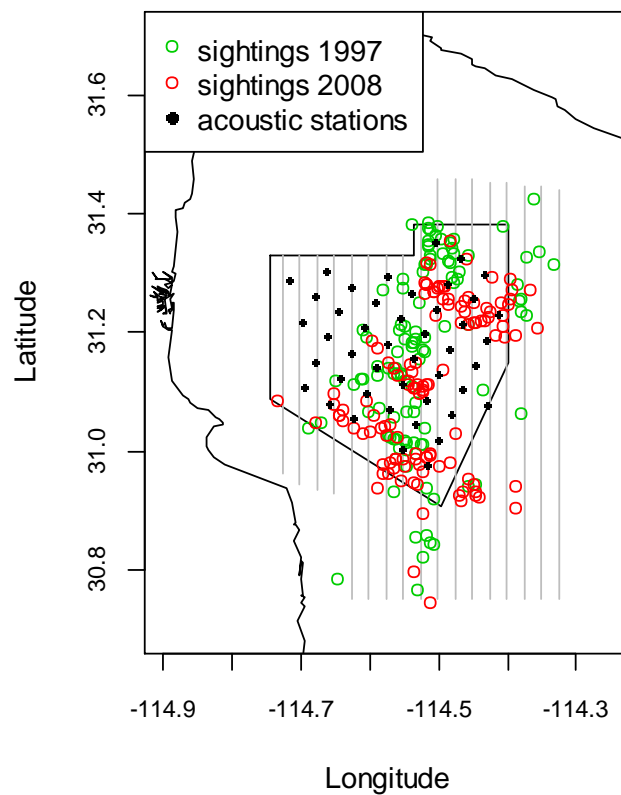 sightings 1997
sightings 2008
acoustic stations
Latitude
31.6
31.4
31.2
31.0
30.8
-114.9
-114.7
-114.5
-114.3
Longitude